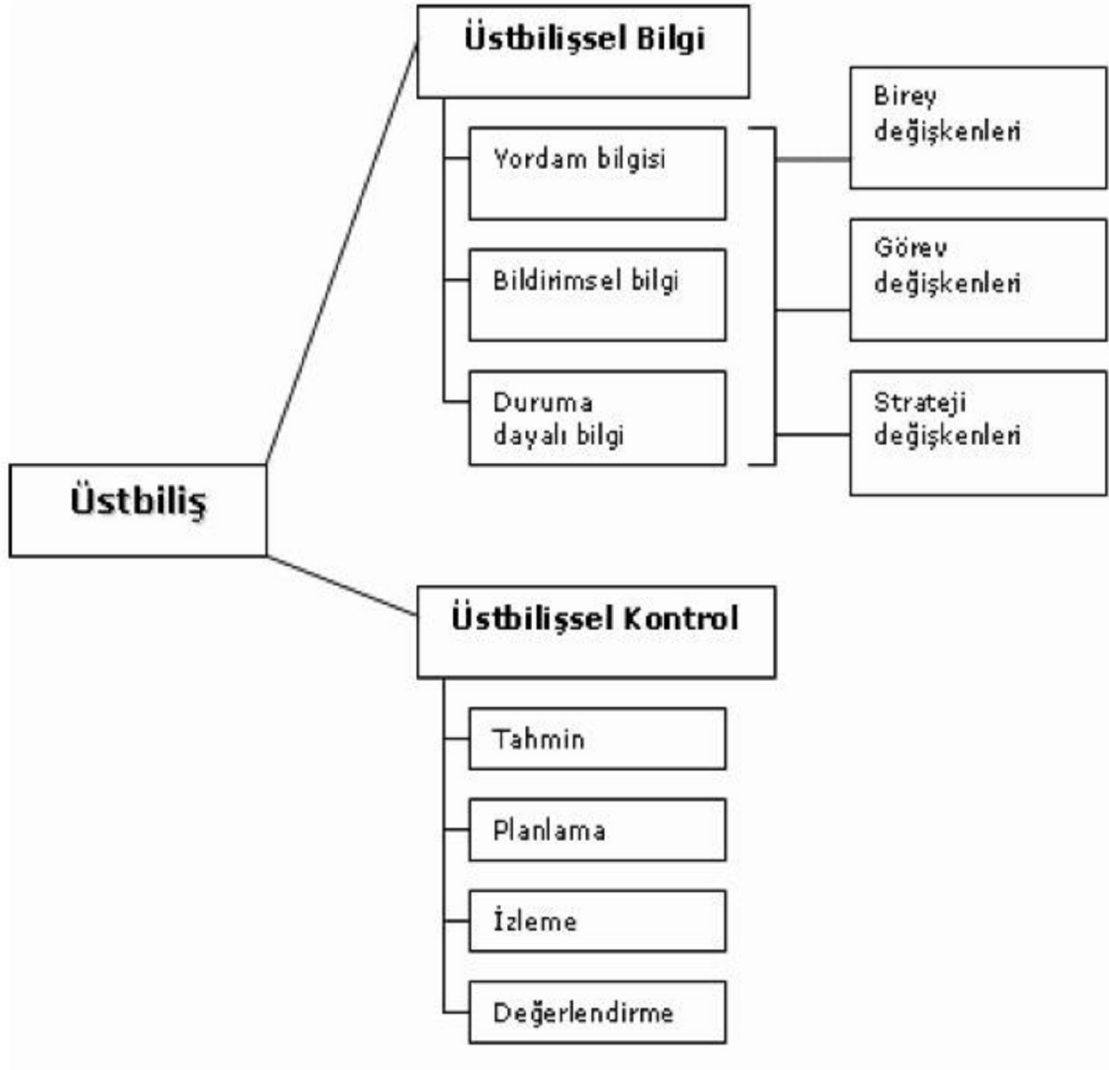 Üstbilişsel Bilgi
Yordam bilgisi
Bildirimsel bilgi
Duruma
dayalı bilgi
Birey
değişkenleri
Görev
değişkenleri
Strateji
değişkenleri
Üstbiliş
Üstbilişsel Kontrol
Tahmin
Planlama
İzleme
Değerlendirme